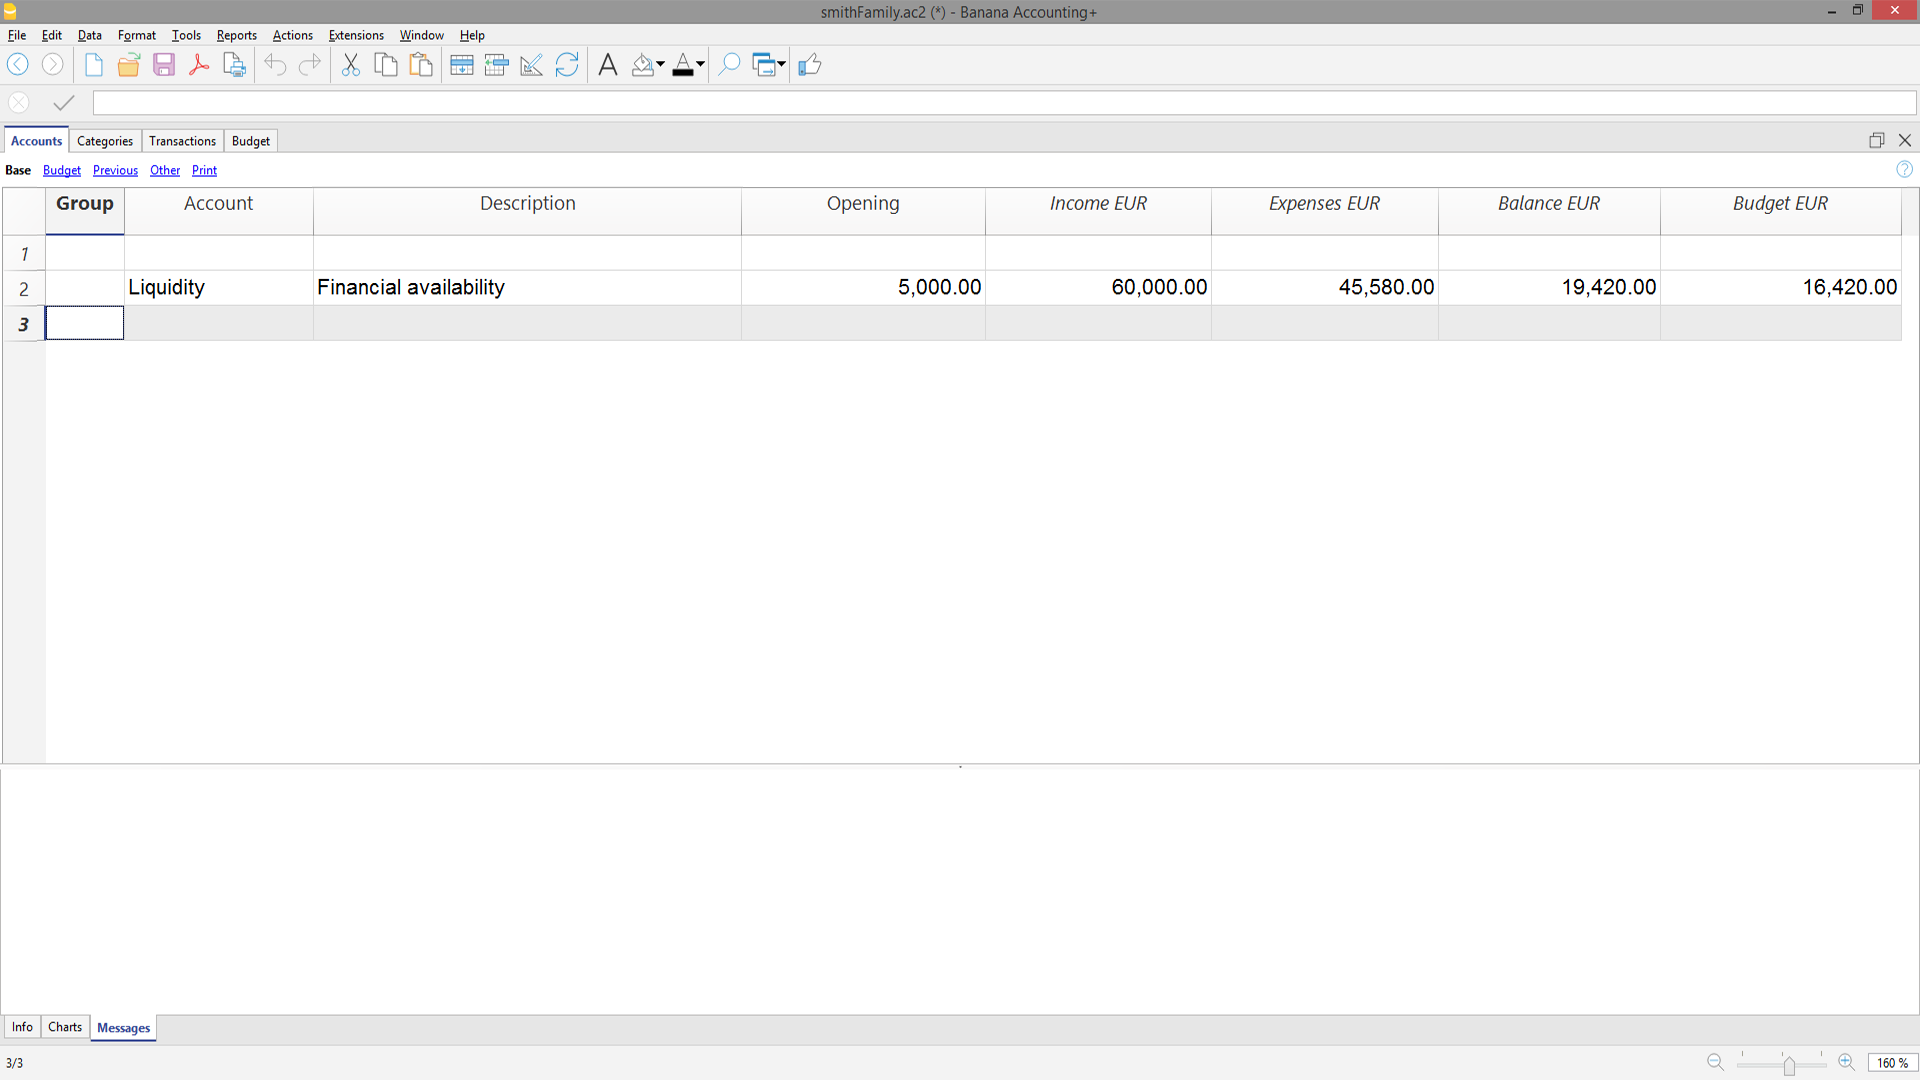 smithFamily.ac2 (*) - Banana Accounting+
File Edit Data Format Tools Reports Actions Extensions Window Help
Accounts Categories Transactions Budget
Base Budget Previous Other Print
Group Account Description Opening Income EUR Expenses EUR Balance EUR Budget EUR
1
2 Liquidity Financial availability 5,000.00 60,000.00 45,580.00 19,420.00 16,420.00
3
Info Charts Messages
3/3 160 %